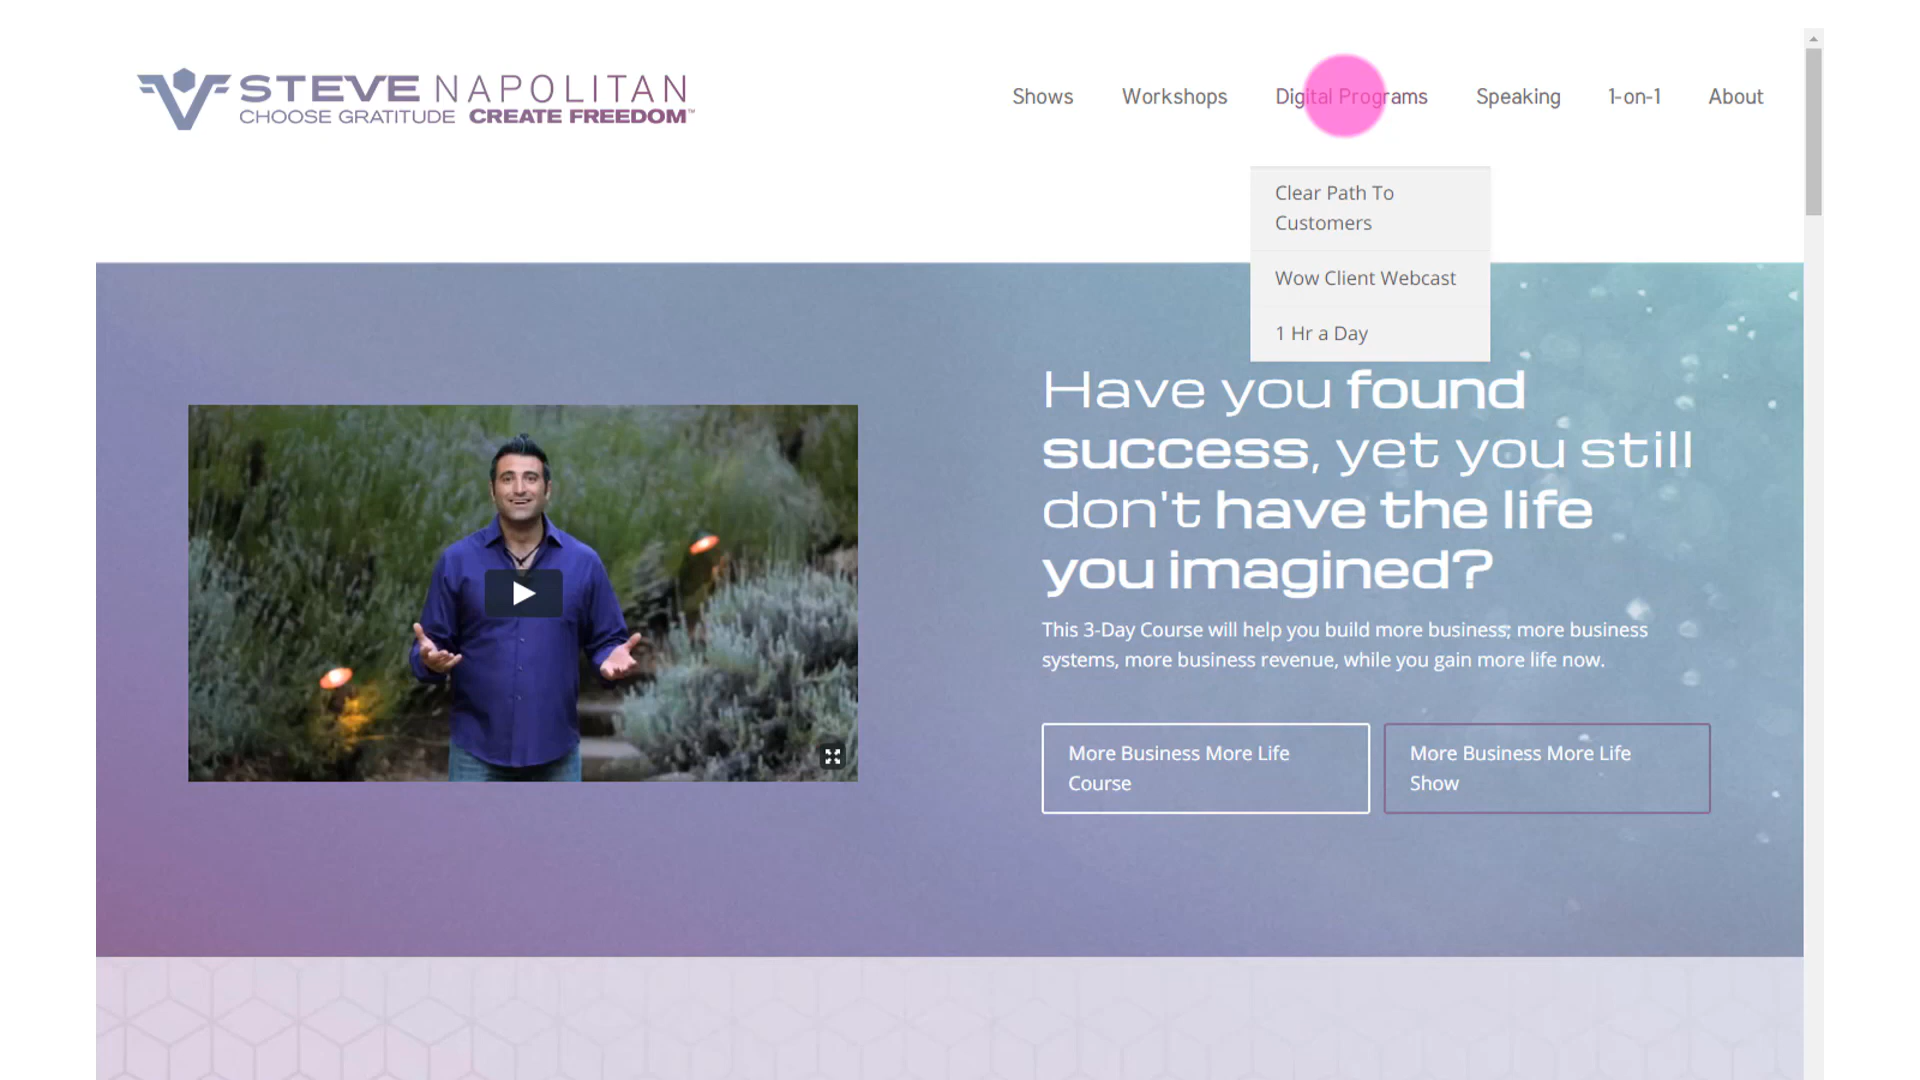 STEVE NAPOLITAN
CHOOSE GRATITUDE CREATE FREEDOM™
Shows
Workshops
Digital Programs
Speaking
1-on-1
About
Clear Path To
Customers
Wow Client Webcast
1 Hr a Day
Have you found
success, yet you still
don't have the life
you imagined?
This 3-Day Course will help you build more business, more business
systems, more business revenue, while you gain more life now.
More Business More Life
Course
More Business More Life
Show